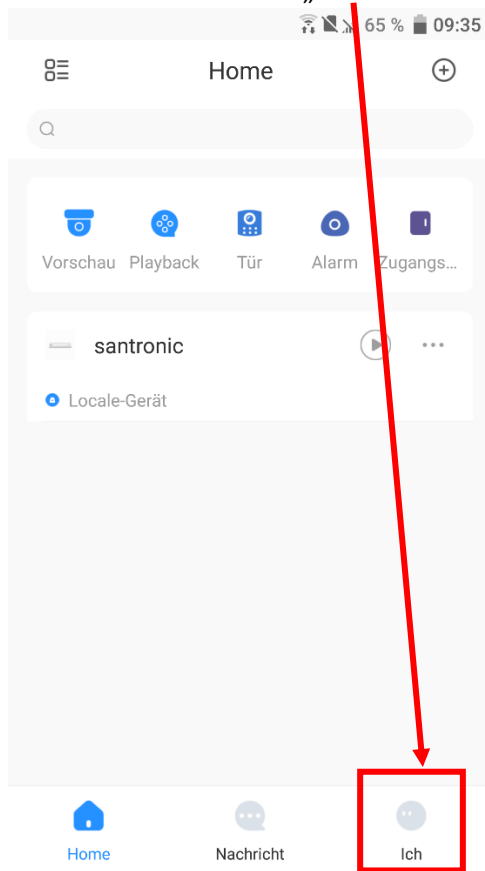 „
65 % 09:35
Home
Vorschau Playback Tür Alarm Zugangs...
santronic
Locale-Gerät
Home Nachricht Ich